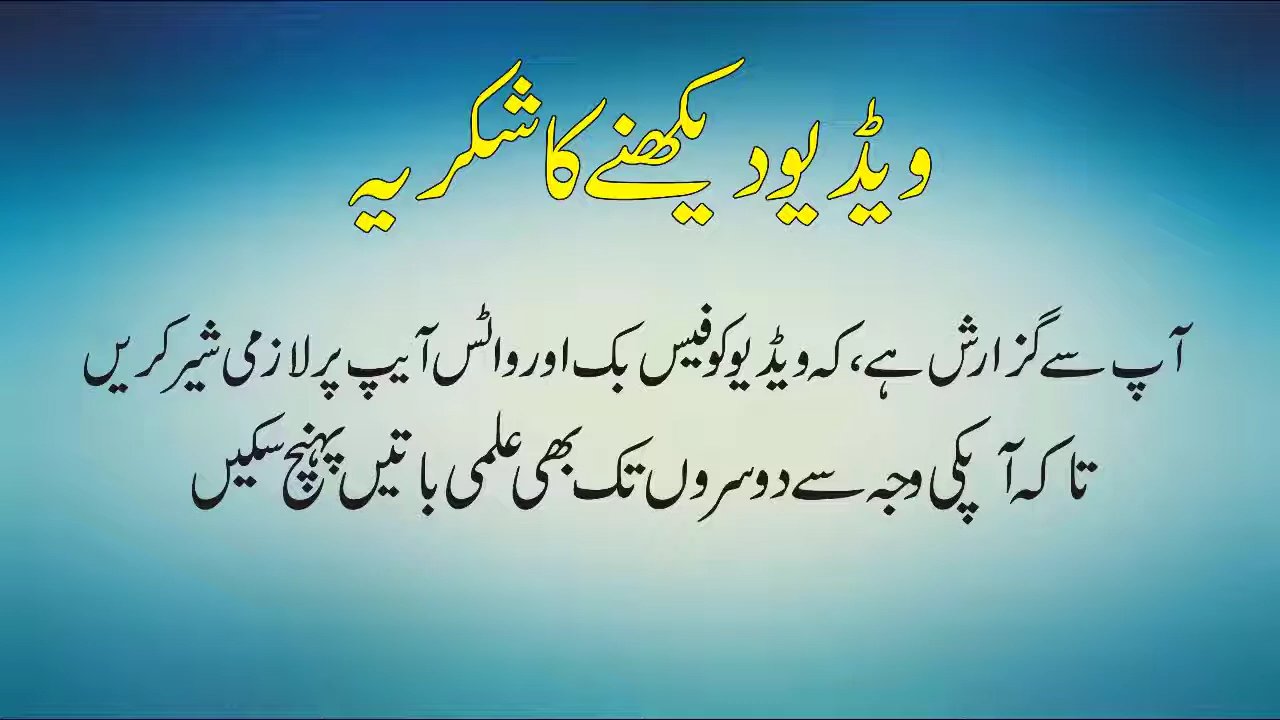 ویڈیو دیکھنے کا شکریہ
آپ سے گزارش ہے، کہ ویڈیو کو فیس بک اور واٹس آیپ پر لازمی شیر کریں
تا کہ آپکی وجہ سے دوسروں تک بھی علمی باتیں پہنچ سکیں